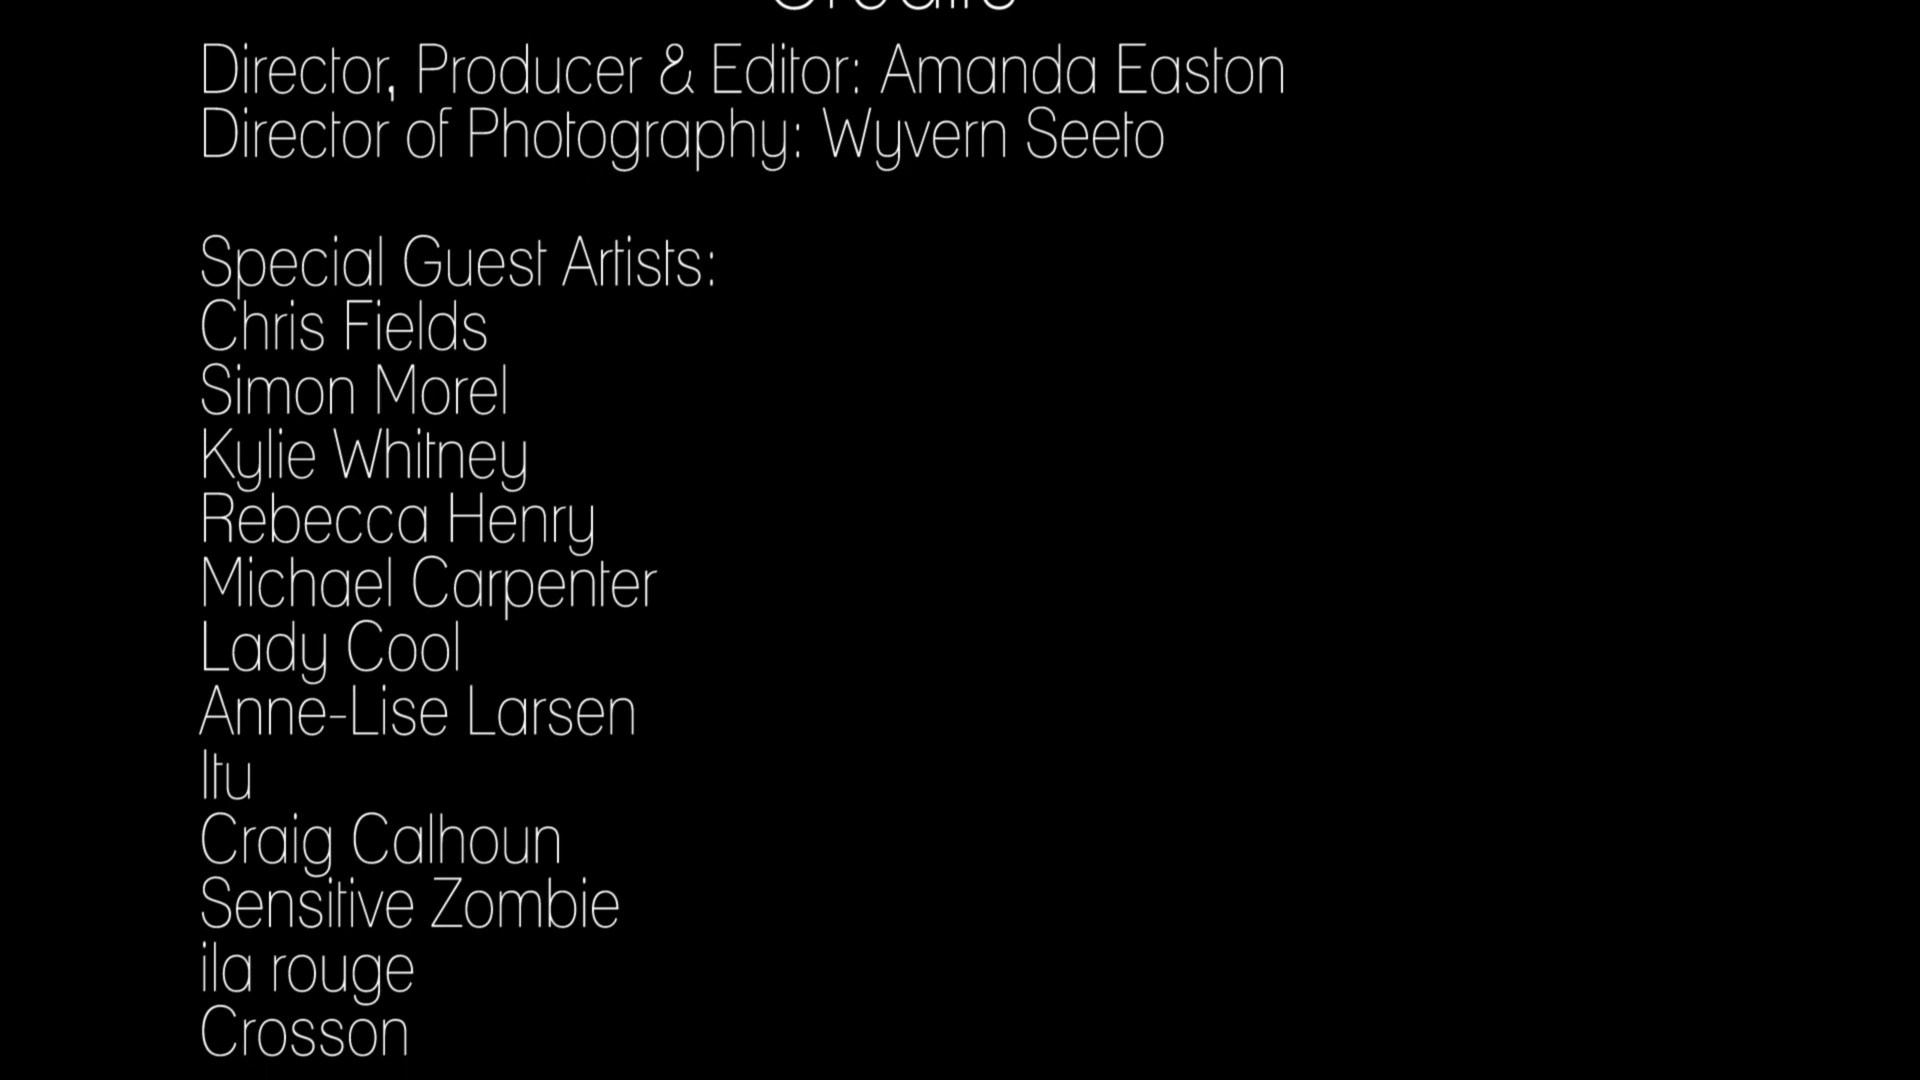 Credits
Director, Producer & Editor: Amanda Easton
Director of Photography: Wyvern Seeto
Special Guest Artists:
Chris Fields
Simon Morel
Kylie Whitney
Rebecca Henry
Michael Carpenter
Lady Cool
Anne-Lise Larsen
Itu
Craig Calhoun
Sensitive Zombie
ila rouge
Crosson